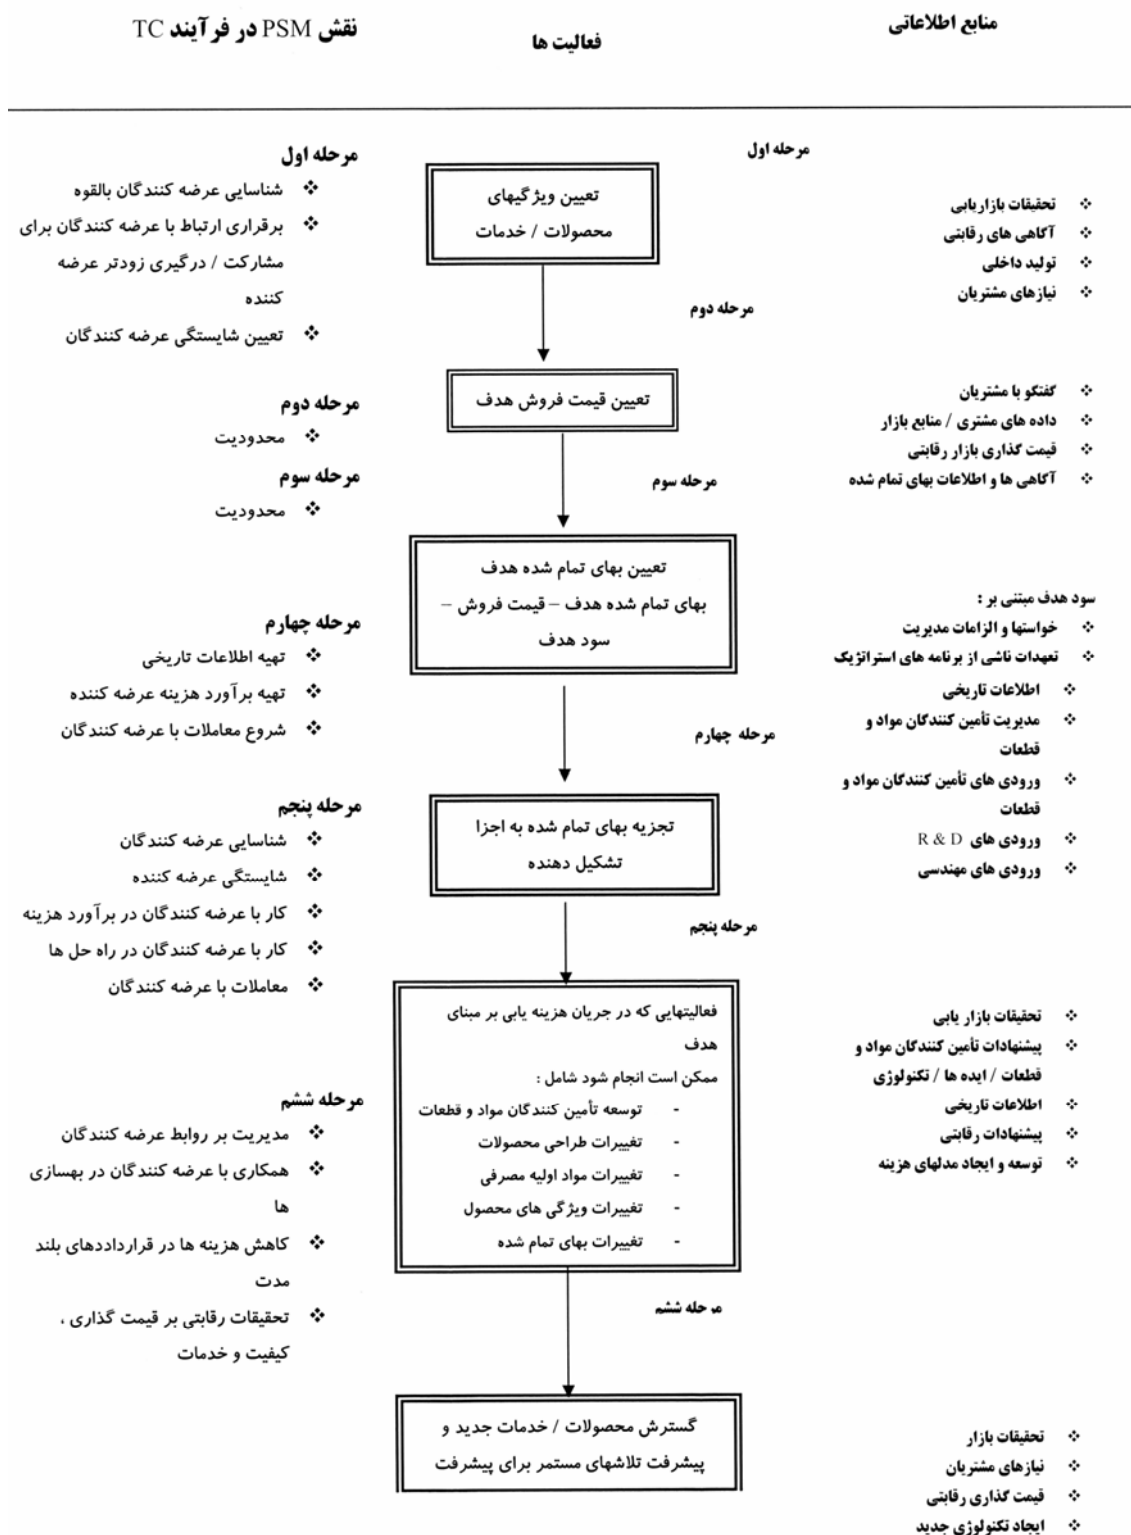 منابع اطلاعاتی
فعالیت ها
نقش PSM در فرآیند TC
مرحله اول
❖ تحقیقات بازاریابی
❖ آگاهی های رقابتی
❖ تولید داخلی
❖ نیازهای مشتریان
❖ گفتگو با مشتریان
❖ داده های مشتری / منابع بازار
❖ قیمت گذاری بازار رقابتی
❖ آگاهی ها و اطلاعات بهای تمام شده
سود هدف مبتنی بر :
❖ خواستها و الزامات مدیریت
❖ تعهدات ناشی از برنامه های استراتژیک
❖ اطلاعات تاریخی
❖ مدیریت تأمین کنندگان مواد و
قطعات
❖ ورودی های تأمین کنندگان مواد و
قطعات
❖ ورودی های R & D
❖ ورودی های مهندسی
❖ تحقیقات بازار یابی
❖ پیشنهادات تأمین کنندگان مواد و
قطعات / ایده ها / تکنولوژی
❖ اطلاعات تاریخی
❖ پیشنهادات رقابتی
❖ توسعه و ایجاد مدلهای هزینه
❖ تحقیقات بازار
❖ نیازهای مشتریان
❖ قیمت گذاری رقابتی
❖ ایجاد تکنولوژی جدید
تعیین ویژگیهای
محصولات / خدمات
مرحله دوم
تعیین قیمت فروش هدف
مرحله سوم
تعیین بهای تمام شده هدف
بهای تمام شده هدف – قیمت فروش –
سود هدف
مرحله چهارم
تجزیه بهای تمام شده به اجزا
تشکیل دهنده
مرحله پنجم
فعالیتهایی که در جریان هزینه یابی بر مبنای
هدف
ممکن است انجام شود شامل :
- توسعه تأمین کنندگان مواد و قطعات
- تغییرات طراحی محصولات
- تغییرات مواد اولیه مصرفی
- تغییرات ویژگی های محصول
- تغییرات بهای تمام شده
مرحله ششم
گسترش محصولات / خدمات جدید و
پیشرفت تلاشهای مستمر برای پیشرفت
مرحله اول
❖ شناسایی عرضه کنندگان بالقوه
❖ برقراری ارتباط با عرضه کنندگان برای
مشارکت / درگیری زودتر عرضه
کننده
❖ تعیین شایستگی عرضه کنندگان
مرحله دوم
❖ محدودیت
مرحله سوم
❖ محدودیت
مرحله چهارم
❖ تهیه اطلاعات تاریخی
❖ تهیه برآورد هزینه عرضه کننده
❖ شروع معاملات با عرضه کنندگان
مرحله پنجم
❖ شناسایی عرضه کنندگان
❖ شایستگی عرضه کننده
❖ کار با عرضه کنندگان در برآورد هزینه
❖ کار با عرضه کنندگان در راه حل ها
❖ معاملات با عرضه کنندگان
مرحله ششم
❖ مدیریت بر روابط عرضه کنندگان
❖ همکاری با عرضه کنندگان در بهسازی
ها
❖ کاهش هزینه ها در قرارداددهای بلند
مدت
❖ تحقیقات رقابتی بر قیمت گذاری ،
کیفیت و خدمات